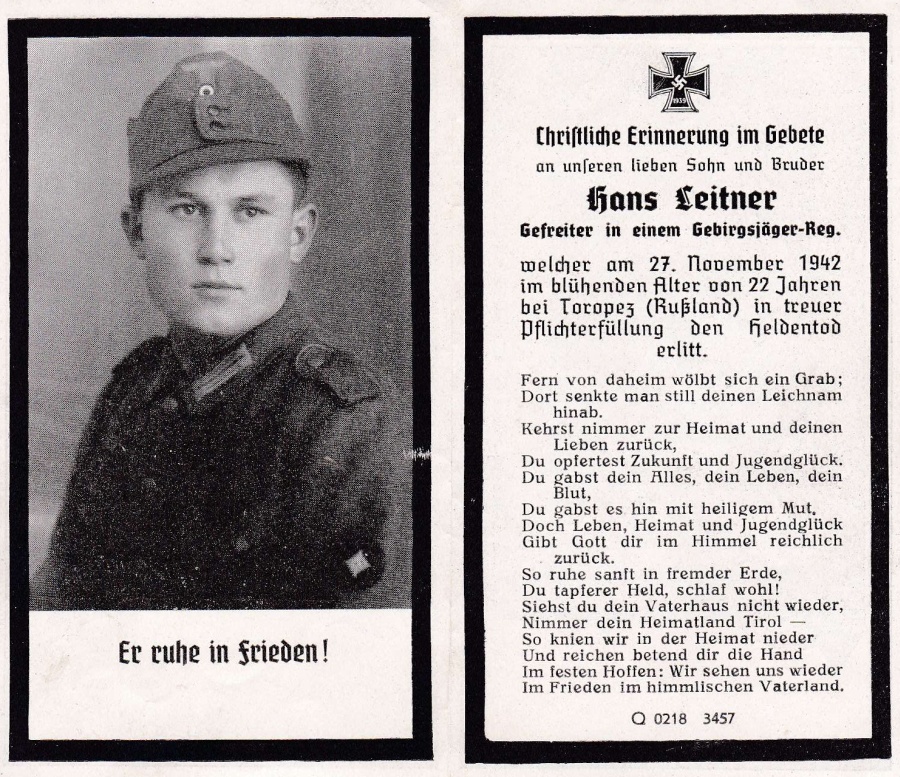 Er ruhe in Frieden!
1939
Christliche Erinnerung im Gebete
an unseren lieben Sohn und Bruder
Hans Leitner
Gefreiter in einem Gebirgsjäger-Reg.
welcher am 27. November 1942
im blühenden Alter von 22 Jahren
bei Toropez (Rußland) in treuer
Pflichterfüllung den Heldentod
erlitt.
Fern von daheim wölbt sich ein Grab;
Dort senkte man still deinen Leichnam
hinab.
Kehrst nimmer zur Heimat und deinen
Lieben zurück,
Du opfertest Zukunft und Jugendglück.
Du gabst dein Alles, dein Leben, dein
Blut,
Du gabst es hin mit heiligem Mut.
Doch Leben, Heimat und Jugendglück
Gibt Gott dir im Himmel reichlich
zurück.
So ruhe sanft in fremder Erde,
Du tapferer Held, schlaf wohl!
Siehst du dein Vaterhaus nicht wieder,
Nimmer dein Heimatland Tirol —
So knien wir in der Heimat nieder
Und reichen betend dir die Hand
Im festen Hoffen: Wir sehen uns wieder
Im Frieden im himmlischen Vaterland.
Q 0218 3457